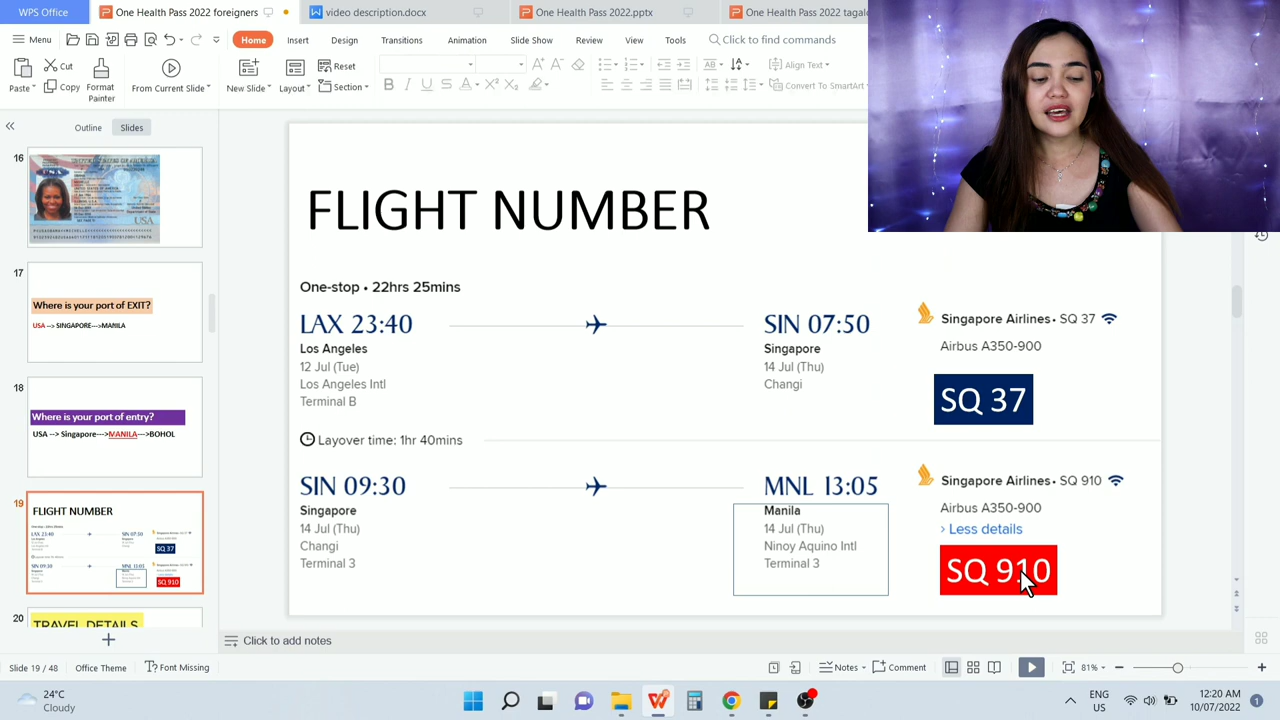 2022 foreigners
video description.docx
One Health Pass 2022.pptx
One Health Pass 2022 tagal
Menu
Home
Insert
Design
Transitions
Animation
Slide Show
Review
View
Tools
Click to find commands
Paste
Cut
Copy
Format Painter
From Current Slide
New Slide
Layout
Reset
Section
Align Text
Convert To SmartArt
Outline
Slides
16
USA
17
Where is your port of EXIT?
USA --> SINGAPORE--->MANILA
18
Where is your port of entry?
USA --> Singapore--->MANILA--->BOHOL
19
FLIGHT NUMBER
SQ 37
SQ 910
20
TRAVEL DETAILS
FLIGHT NUMBER
One-stop • 22hrs 25mins
LAX 23:40
Los Angeles
12 Jul (Tue)
Los Angeles Intl
Terminal B
SIN 07:50
Singapore
14 Jul (Thu)
Changi
Singapore Airlines • SQ 37
Airbus A350-900
SQ 37
Layover time: 1hr 40mins
SIN 09:30
Singapore
14 Jul (Thu)
Changi
Terminal 3
MNL 13:05
Manila
14 Jul (Thu)
Ninoy Aquino Intl
Terminal 3
Singapore Airlines • SQ 910
Airbus A350-900
> Less details
SQ 910
Click to add notes
Slide 19 / 48
Office Theme
Font Missing
Notes
Comment
81%
24°C
Cloudy
ENG
US
12:20 AM
10/07/2022
1